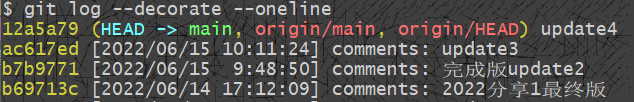 $ git log --decorate --oneline
12a5a79 (HEAD -> main, origin/main, origin/HEAD) update4
ac617ed [2022/06/15 10:11:24] comments: update3
b7b9771 [2022/06/15  9:48:50] comments: 完成版update2
b69713c [2022/06/14 17:12:09] comments: 2022分享1最终版